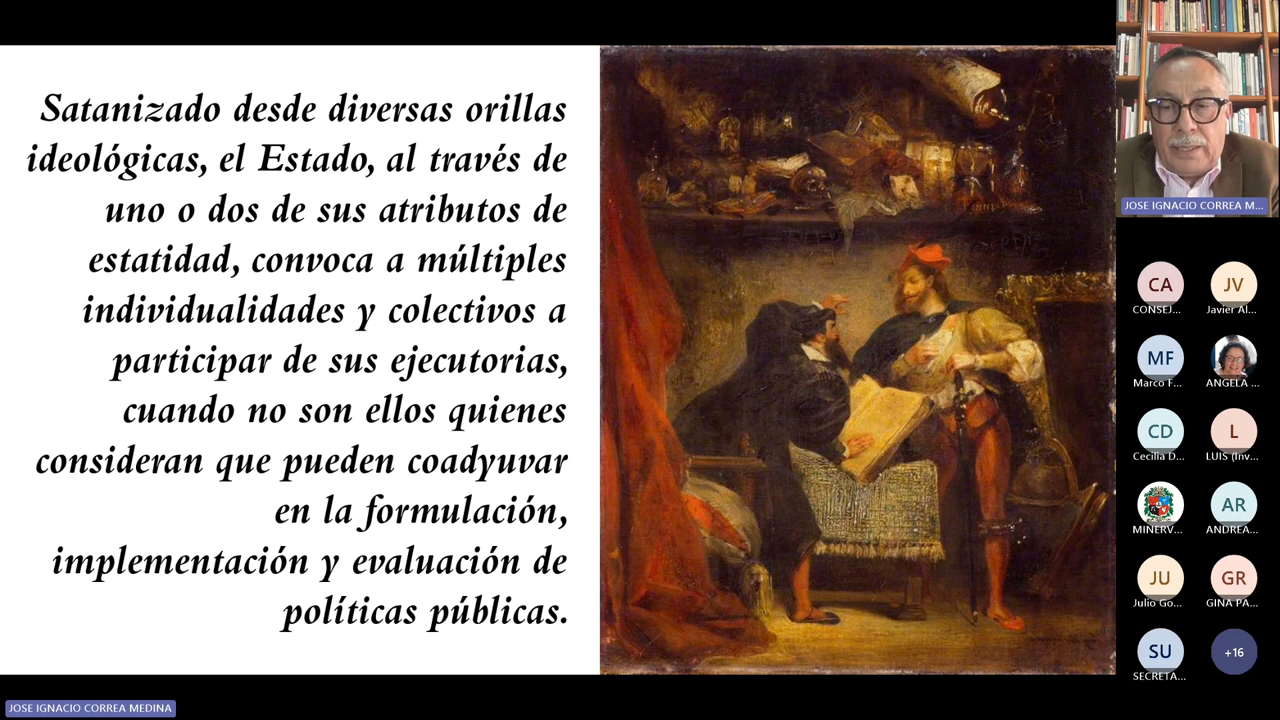 Satanizado desde diversas orillas
ideológicas, el Estado, al través de
uno o dos de sus atributos de
estatidad, convoca a múltiples
individualidades y colectivos a
participar de sus ejecutorias,
cuando no son ellos quienes
consideran que pueden coadyuvar
en la formulación,
implementación y evaluación de
políticas públicas.
JOSE IGNACIO CORREA M...
CA
CONSEJ...
JV
Javier Al...
MF
Marco F...
ANGELA ...
CD
Cecilia D...
L
LUIS (Inv...
MINERV...
AR
ANDREA...
JU
Julio Go...
GR
GINA PA...
SU
SECRETA...
+16
JOSE IGNACIO CORREA MEDINA